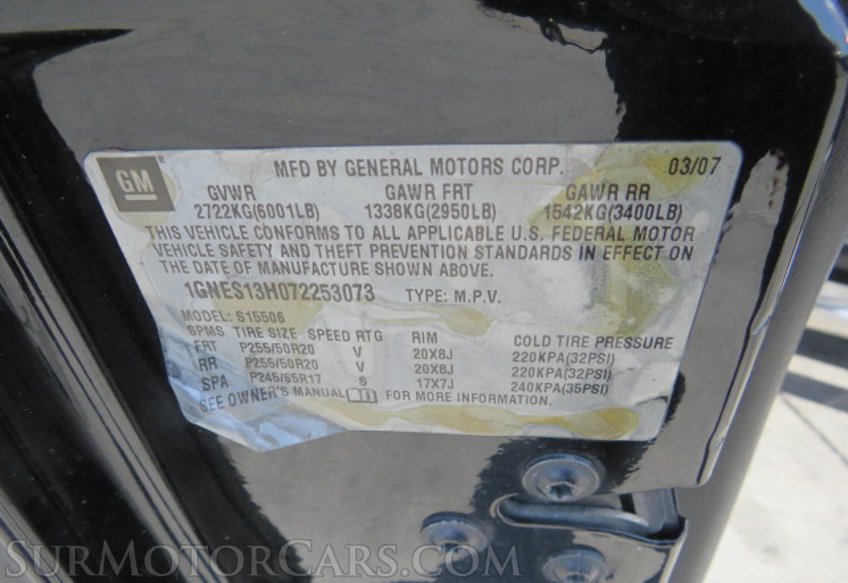 GM
MFD BY GENERAL MOTORS CORP. 03/07
GVWR GAWR FRT GAWR RR
2722KG(6001LB) 1338KG(2950LB) 1542KG(3400LB)
THIS VEHICLE CONFORMS TO ALL APPLICABLE U.S. FEDERAL MOTOR
VEHICLE SAFETY AND THEFT PREVENTION STANDARDS IN EFFECT ON
THE DATE OF MANUFACTURE SHOWN ABOVE.
1GNES13H072253073 TYPE: M.P.V.
MODEL: S15506
SPMS TIRE SIZE SPEED RTG RIM COLD TIRE PRESSURE
FRT P255/50R20 V 20X8J 220KPA(32PSI)
RR P255/50R20 V 20X8J 220KPA(32PSI)
SPA P245/65R17 S 17X7J 240KPA(35PSI)
SEE OWNER'S MANUAL FOR MORE INFORMATION.
SURMOTORCARS.COM